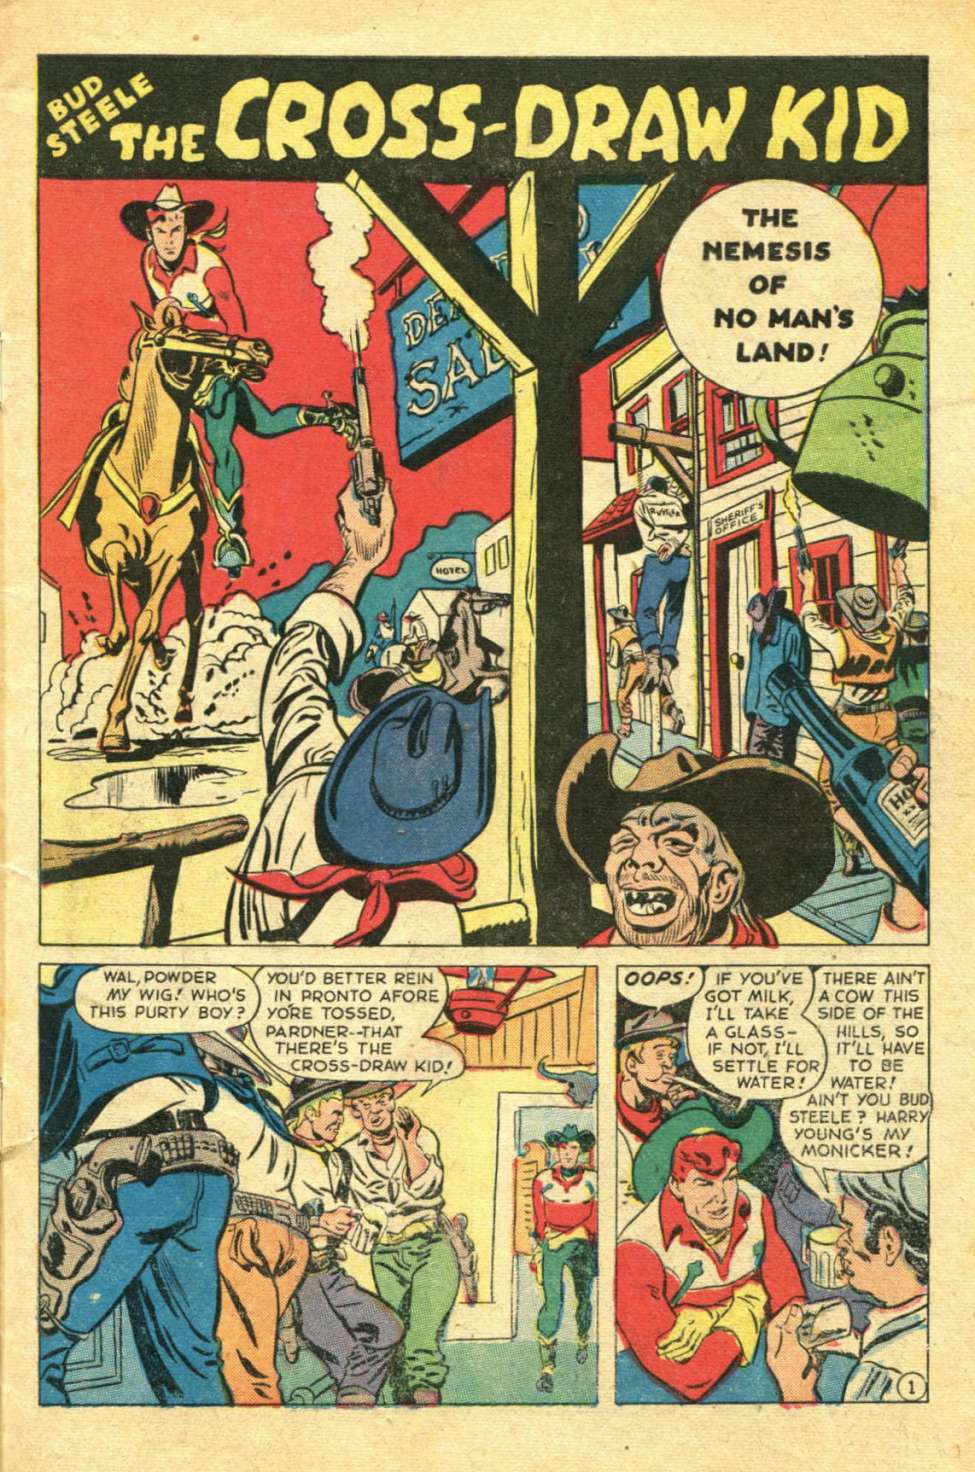 BUD
STEELE
THE CROSS-DRAW KID
THE
NEMESIS
OF
NO MAN'S
LAND!
HOTEL
RUSTLER
SHERIFF'S
OFFICE
WAL, POWDER
MY WIG! WHO'S
THIS PURTY BOY?
YOU'D BETTER REIN
IN PRONTO AFORE
YO'RE TOSSED,
PARDNER--THAT
THERE'S THE
CROSS-DRAW KID!
OOPS!
IF YOU'VE
GOT MILK,
I'LL TAKE
A GLASS-
IF NOT, I'LL
SETTLE FOR
WATER!
THERE AIN'T
A COW THIS
SIDE OF THE
HILLS, SO
IT'LL HAVE
TO BE
WATER!
AIN'T YOU BUD
STEELE? HARRY
YOUNG'S MY
MONICKER!
1